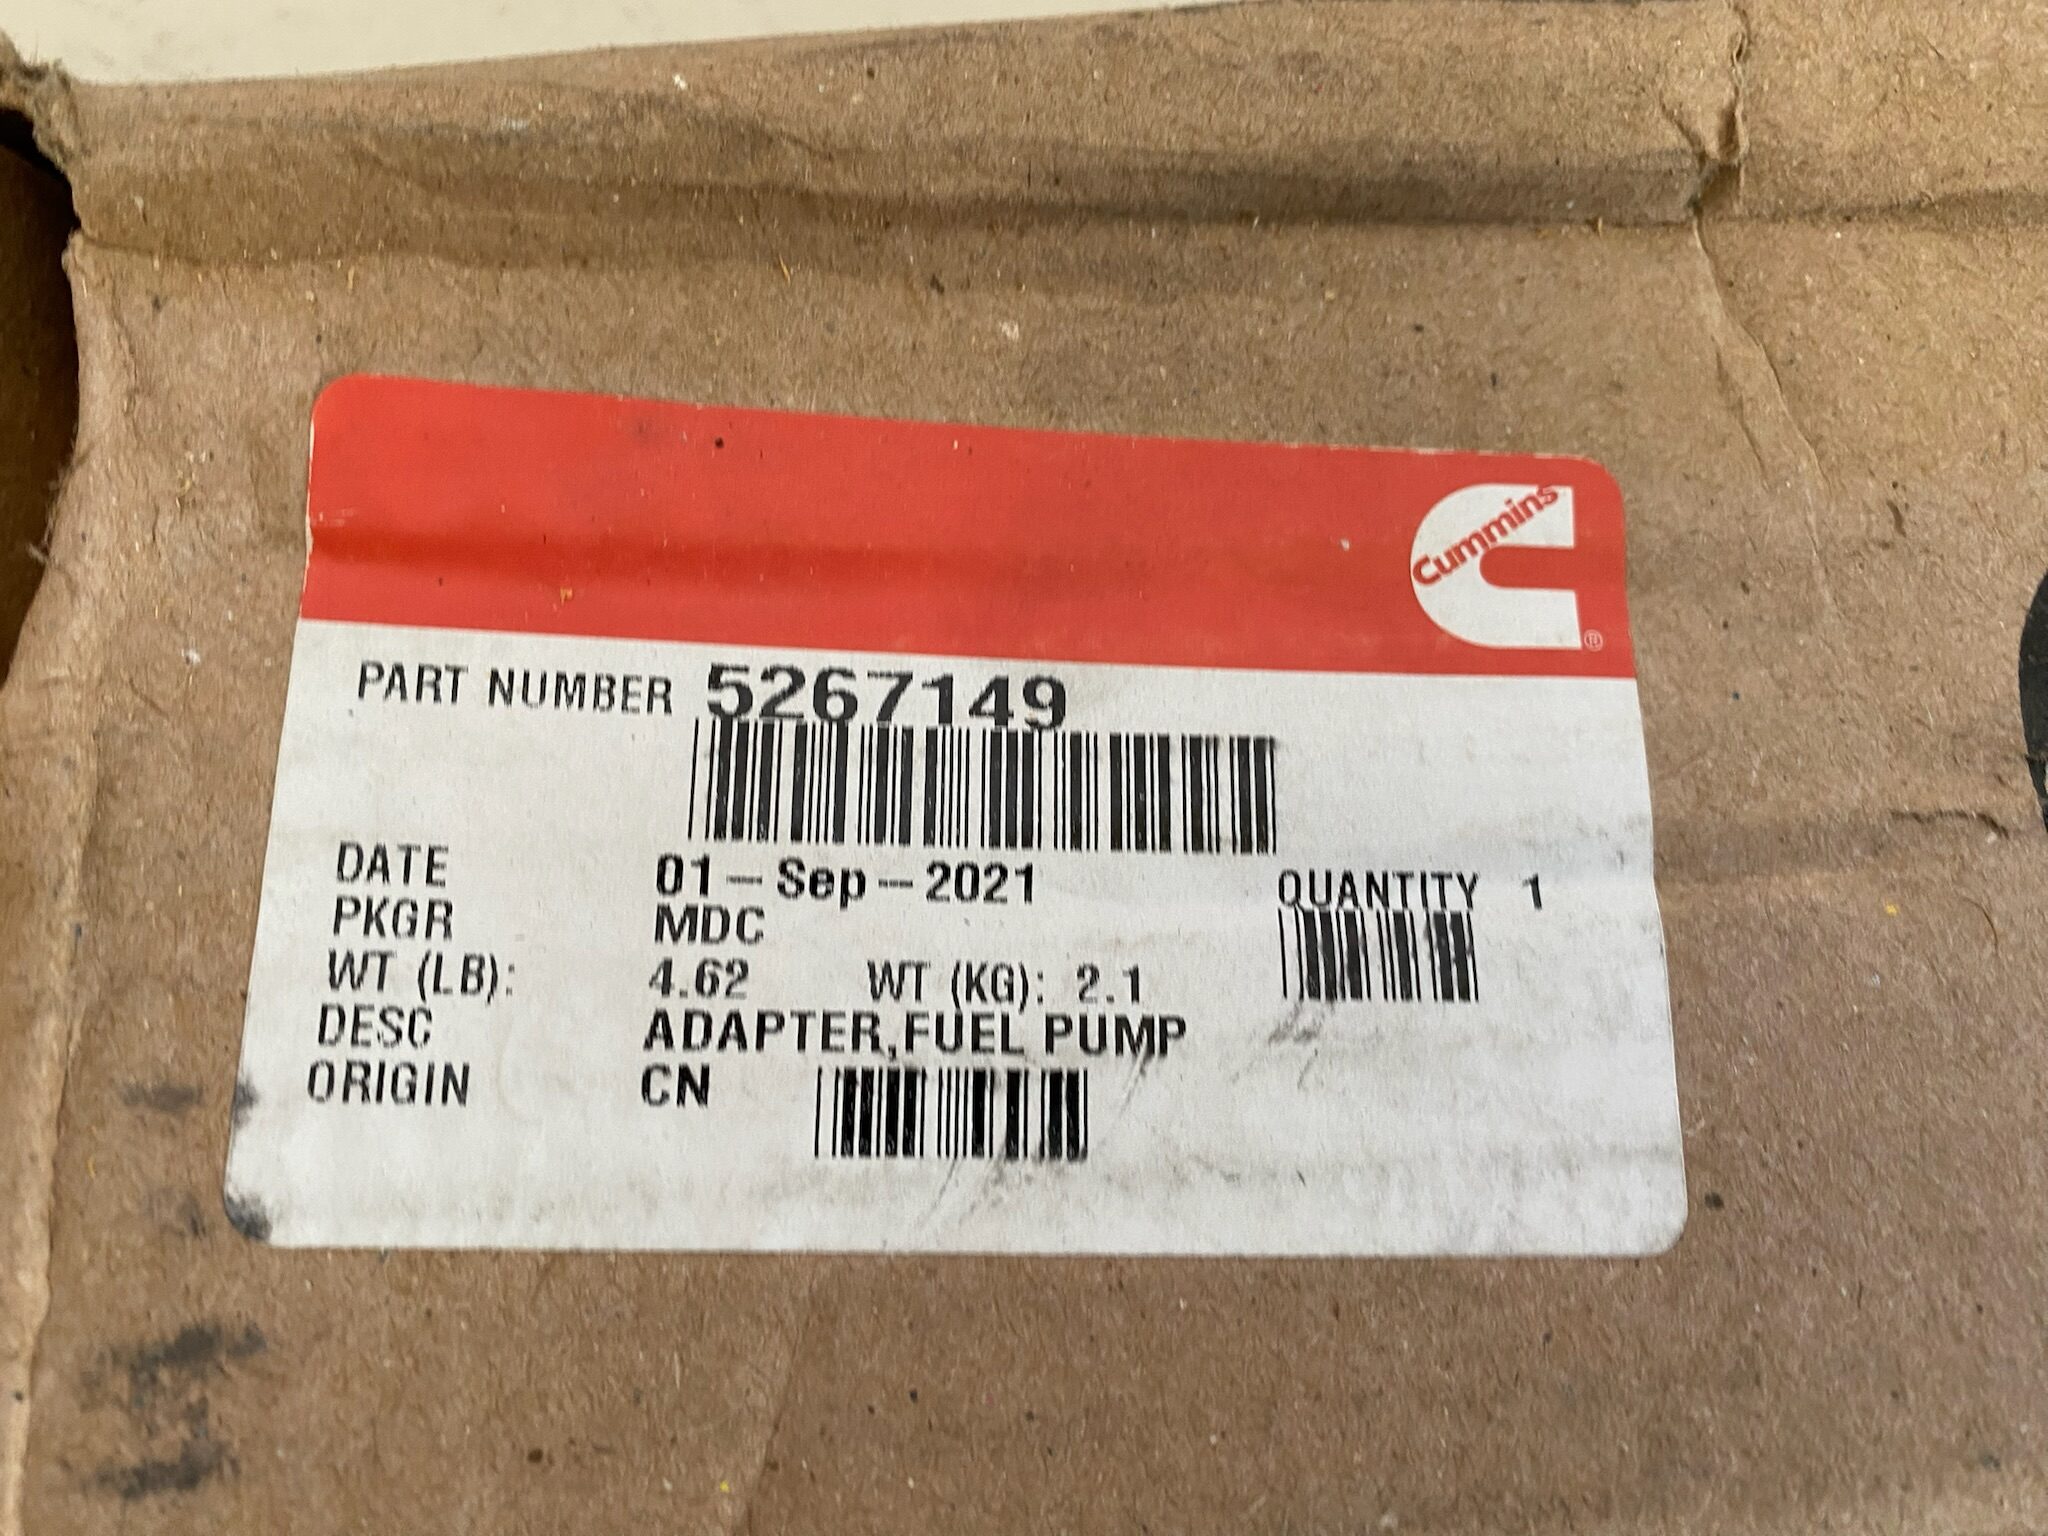 Cummins
®
PART NUMBER 5267149
DATE 01-Sep-2021 QUANTITY 1
PKGR MDC
WT (LB): 4.62 WT (KG): 2.1
DESC ADAPTER,FUEL PUMP
ORIGIN CN